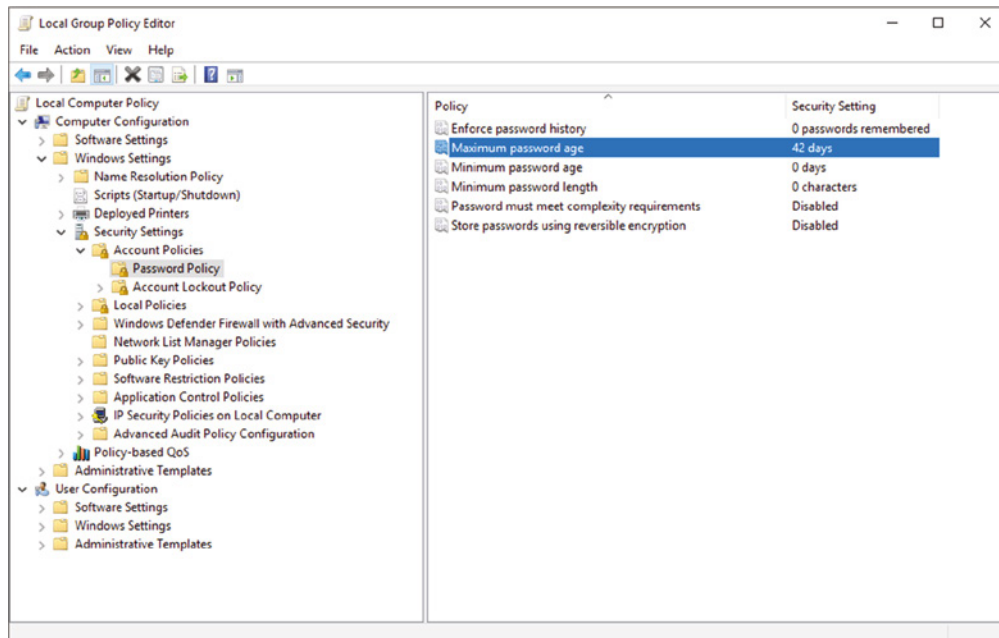 Local Group Policy Editor
File Action View Help
Local Computer Policy
Computer Configuration
Software Settings
Windows Settings
Name Resolution Policy
Scripts (Startup/Shutdown)
Deployed Printers
Security Settings
Account Policies
Password Policy
Account Lockout Policy
Local Policies
Windows Defender Firewall with Advanced Security
Network List Manager Policies
Public Key Policies
Software Restriction Policies
Application Control Policies
IP Security Policies on Local Computer
Advanced Audit Policy Configuration
Policy-based QoS
Administrative Templates
User Configuration
Software Settings
Windows Settings
Administrative Templates
Policy Security Setting
Enforce password history 0 passwords remembered
Maximum password age 42 days
Minimum password age 0 days
Minimum password length 0 characters
Password must meet complexity requirements Disabled
Store passwords using reversible encryption Disabled